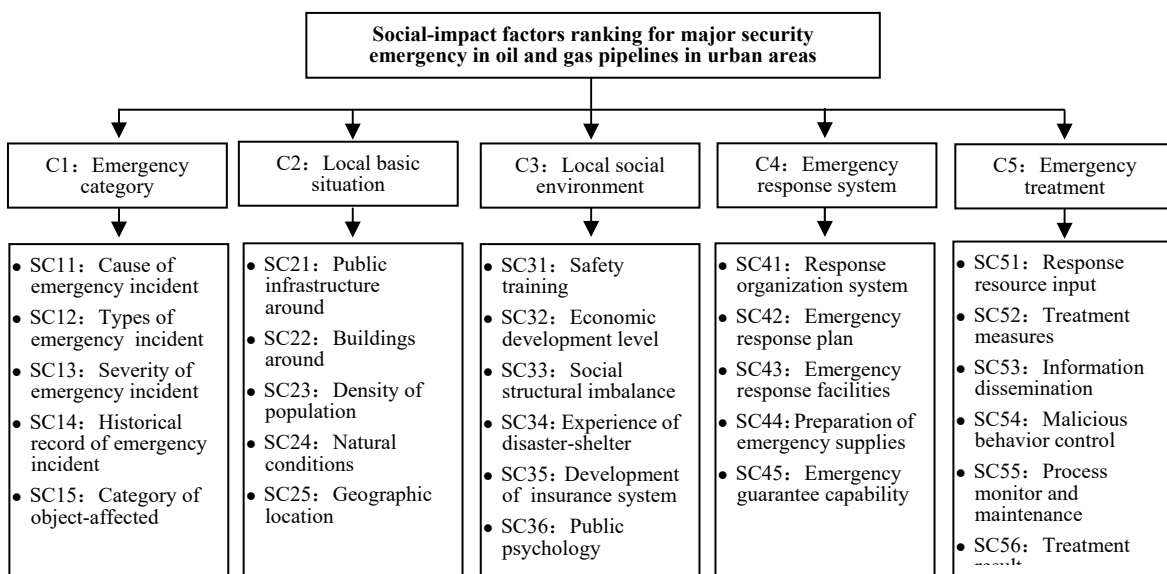 Social-impact factors ranking for major security
emergency in oil and gas pipelines in urban areas
C1：Emergency
category
C2：Local basic
situation
C3：Local social
environment
C4：Emergency
response system
C5：Emergency
treatment
● SC11：Cause of
emergency incident
● SC12：Types of
emergency incident
● SC13：Severity of
emergency incident
● SC14：Historical
record of emergency
incident
● SC15：Category of
object-affected
● SC21：Public
infrastructure
around
● SC22：Buildings
around
● SC23：Density of
population
● SC24：Natural
conditions
● SC25：Geographic
location
● SC31：Safety
training
● SC32：Economic
development level
● SC33：Social
structural imbalance
● SC34：Experience of
disaster-shelter
● SC35：Development
of insurance system
● SC36：Public
psychology
● SC41：Response
organization system
● SC42：Emergency
response plan
● SC43：Emergency
response facilities
● SC44：Preparation of
emergency supplies
● SC45：Emergency
guarantee capability
● SC51：Response
resource input
● SC52：Treatment
measures
● SC53：Information
dissemination
● SC54：Malicious
behavior control
● SC55：Process
monitor and
maintenance
● SC56：Treatment
result